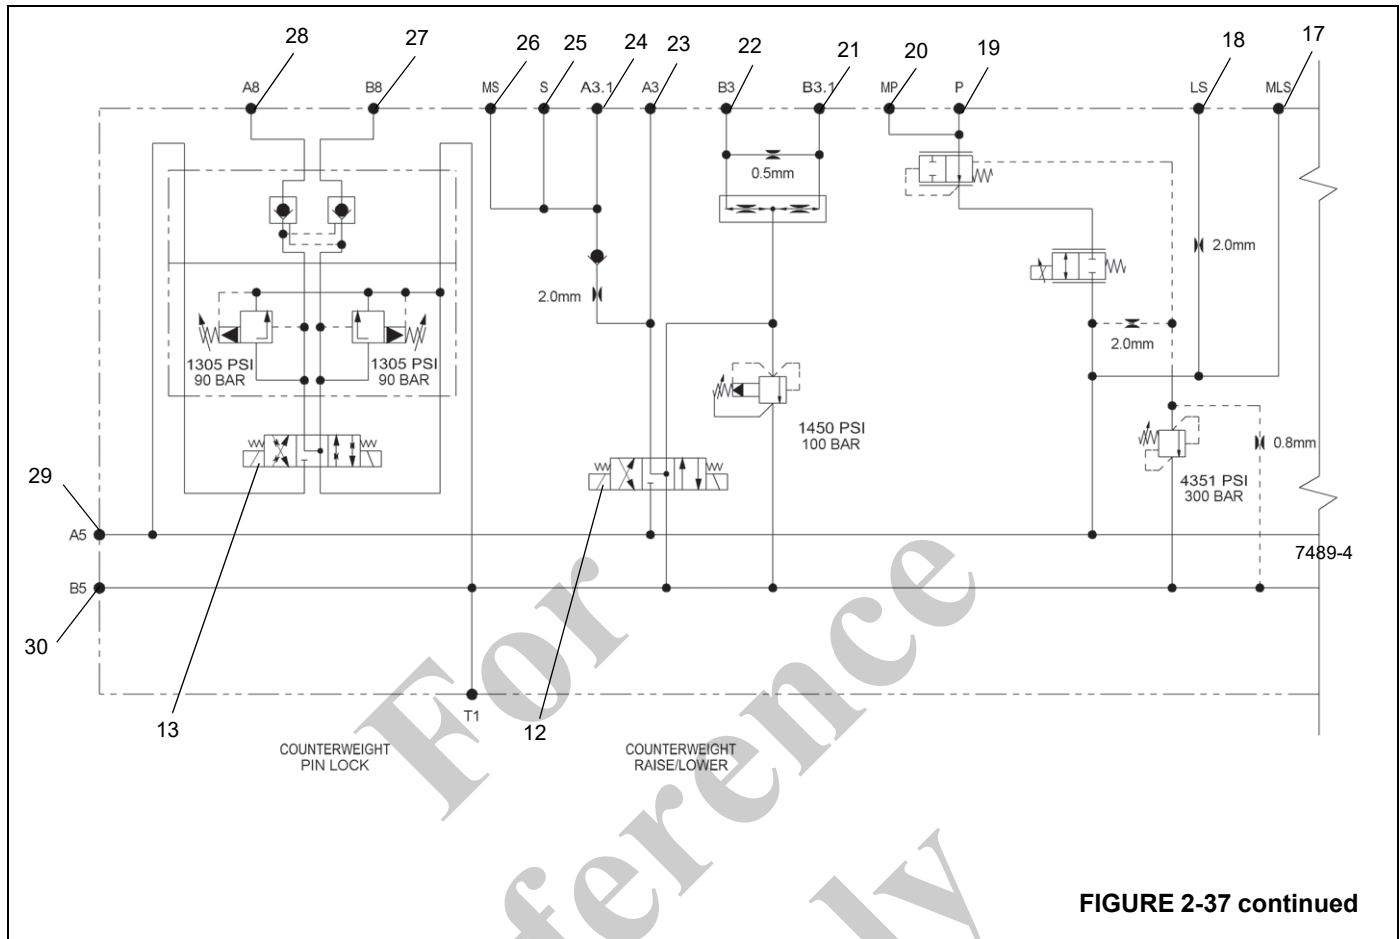 28 27 26 25 24 23 22 21 20 19 18 17
A8 B8 MS S A3.1 A3 B3 B3.1 MP P LS MLS
0.5mm
2.0mm
2.0mm
2.0mm
1305 PSI
90 BAR
1305 PSI
90 BAR
1450 PSI
100 BAR
0.8mm
4351 PSI
300 BAR
29
A5
7489-4
B5
30
13
T1
12
COUNTERWEIGHT
PIN LOCK
COUNTERWEIGHT
RAISE/LOWER
For
ference
ly
FIGURE 2-37 continued